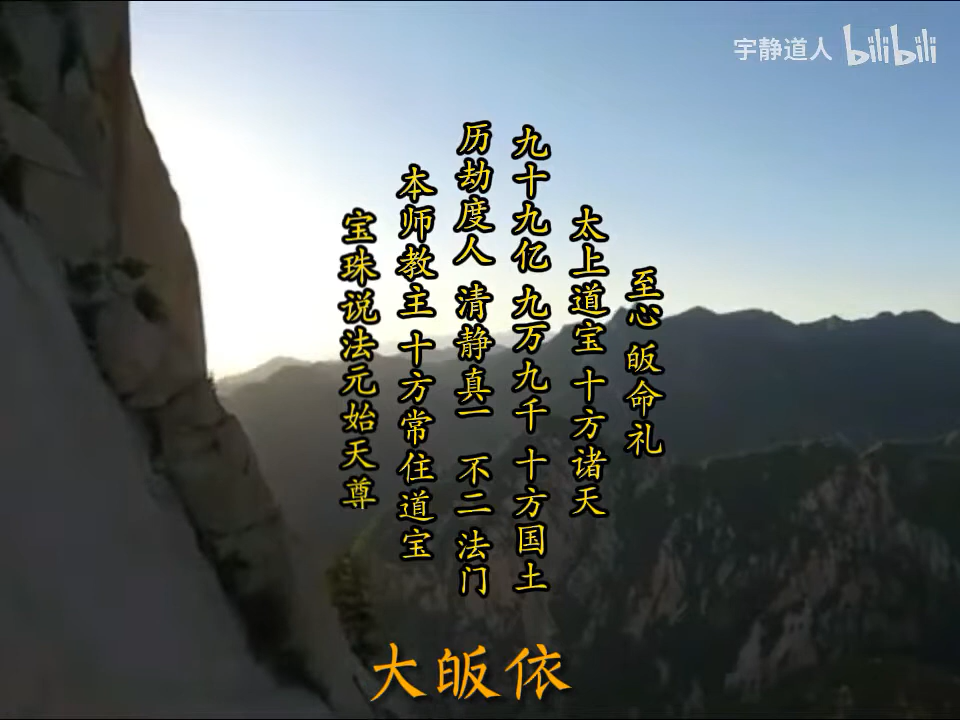 宇静道人 bilibili
至心 皈命礼
太上道宝 十方诸天
九十九亿 九万九千 十方国土
历劫度人 清静真一 不二法门
本师教主 十方常住道宝
宝珠说法元始天尊
大皈依